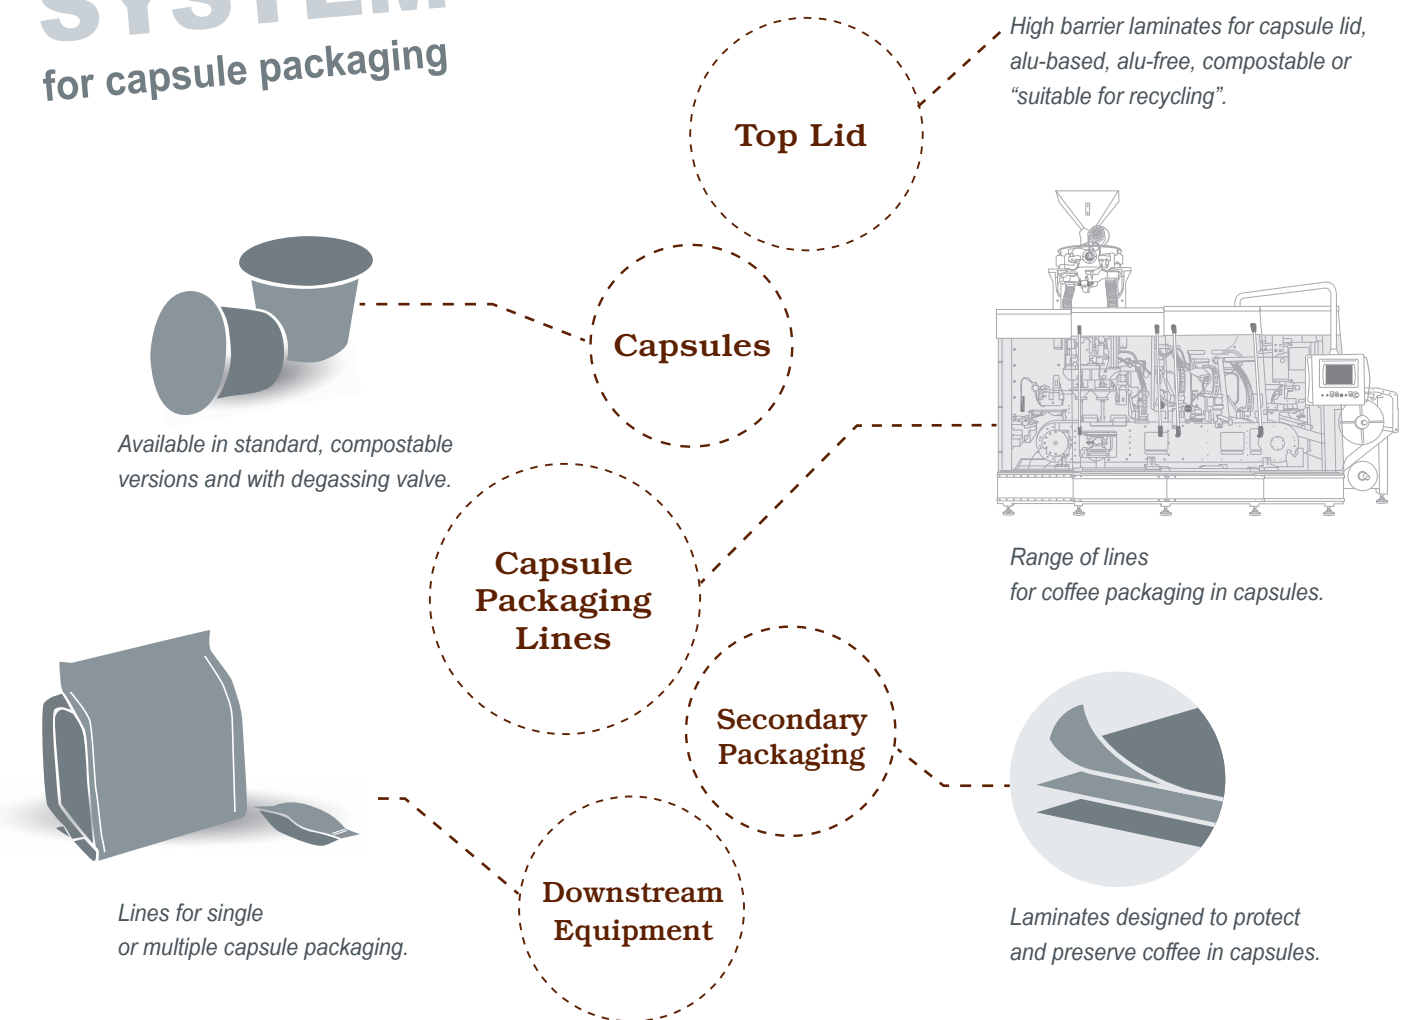 SYSTEM
for capsule packaging
High barrier laminates for capsule lid,
alu-based, alu-free, compostable or
“suitable for recycling”.
Top Lid
Capsules
Available in standard, compostable
versions and with degassing valve.
Capsule
Packaging
Lines
Range of lines
for coffee packaging in capsules.
Secondary
Packaging
Laminates designed to protect
and preserve coffee in capsules.
Downstream
Equipment
Lines for single
or multiple capsule packaging.